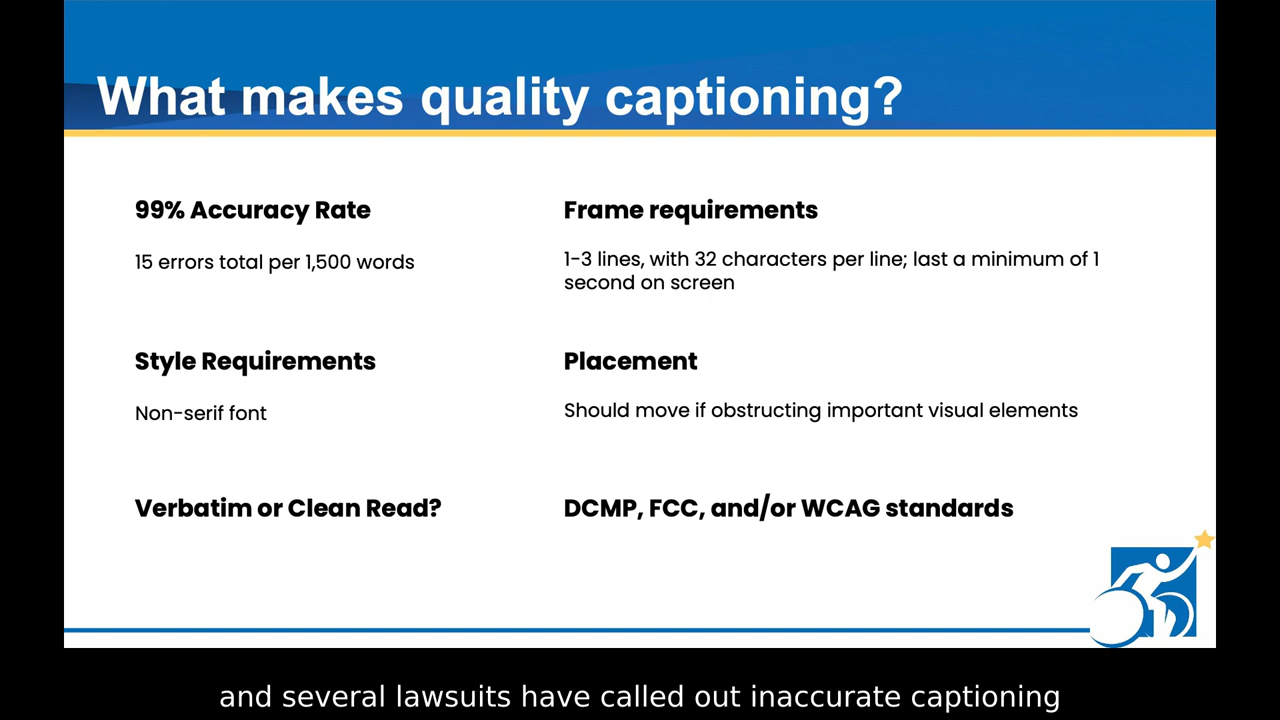 What makes quality captioning?
99% Accuracy Rate
15 errors total per 1,500 words
Frame requirements
1-3 lines, with 32 characters per line; last a minimum of 1
second on screen
Style Requirements
Non-serif font
Placement
Should move if obstructing important visual elements
Verbatim or Clean Read?
DCMP, FCC, and/or WCAG standards
and several lawsuits have called out inaccurate captioning